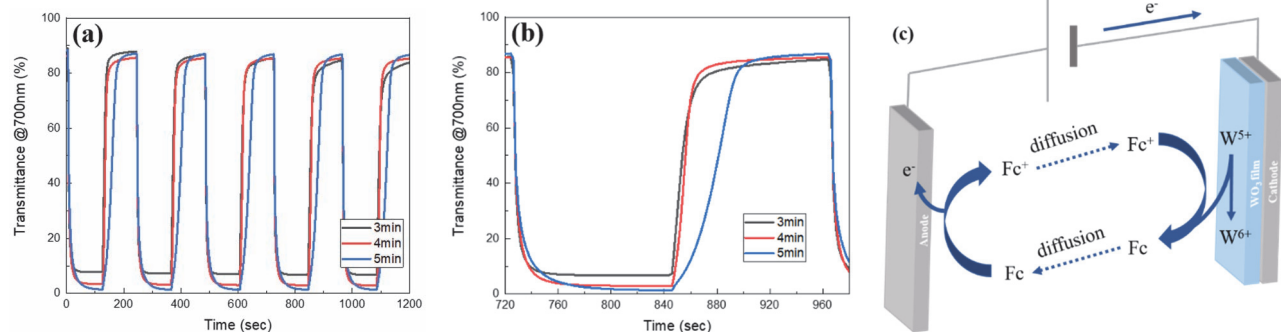 (a)
Transmittance @700nm (%)
100
80
60
40
20
0
0
200
400
600
800
1000
1200
Time (sec)
3min
4min
5min
(b)
Transmittance @700nm (%)
100
80
60
40
20
0
720
760
800
840
880
920
960
Time (sec)
3min
4min
5min
(c)
e-
diffusion
Fc+
Fc+
W5+
e-
Anode
WO3 film
Cathode
diffusion
Fc
Fc
W6+